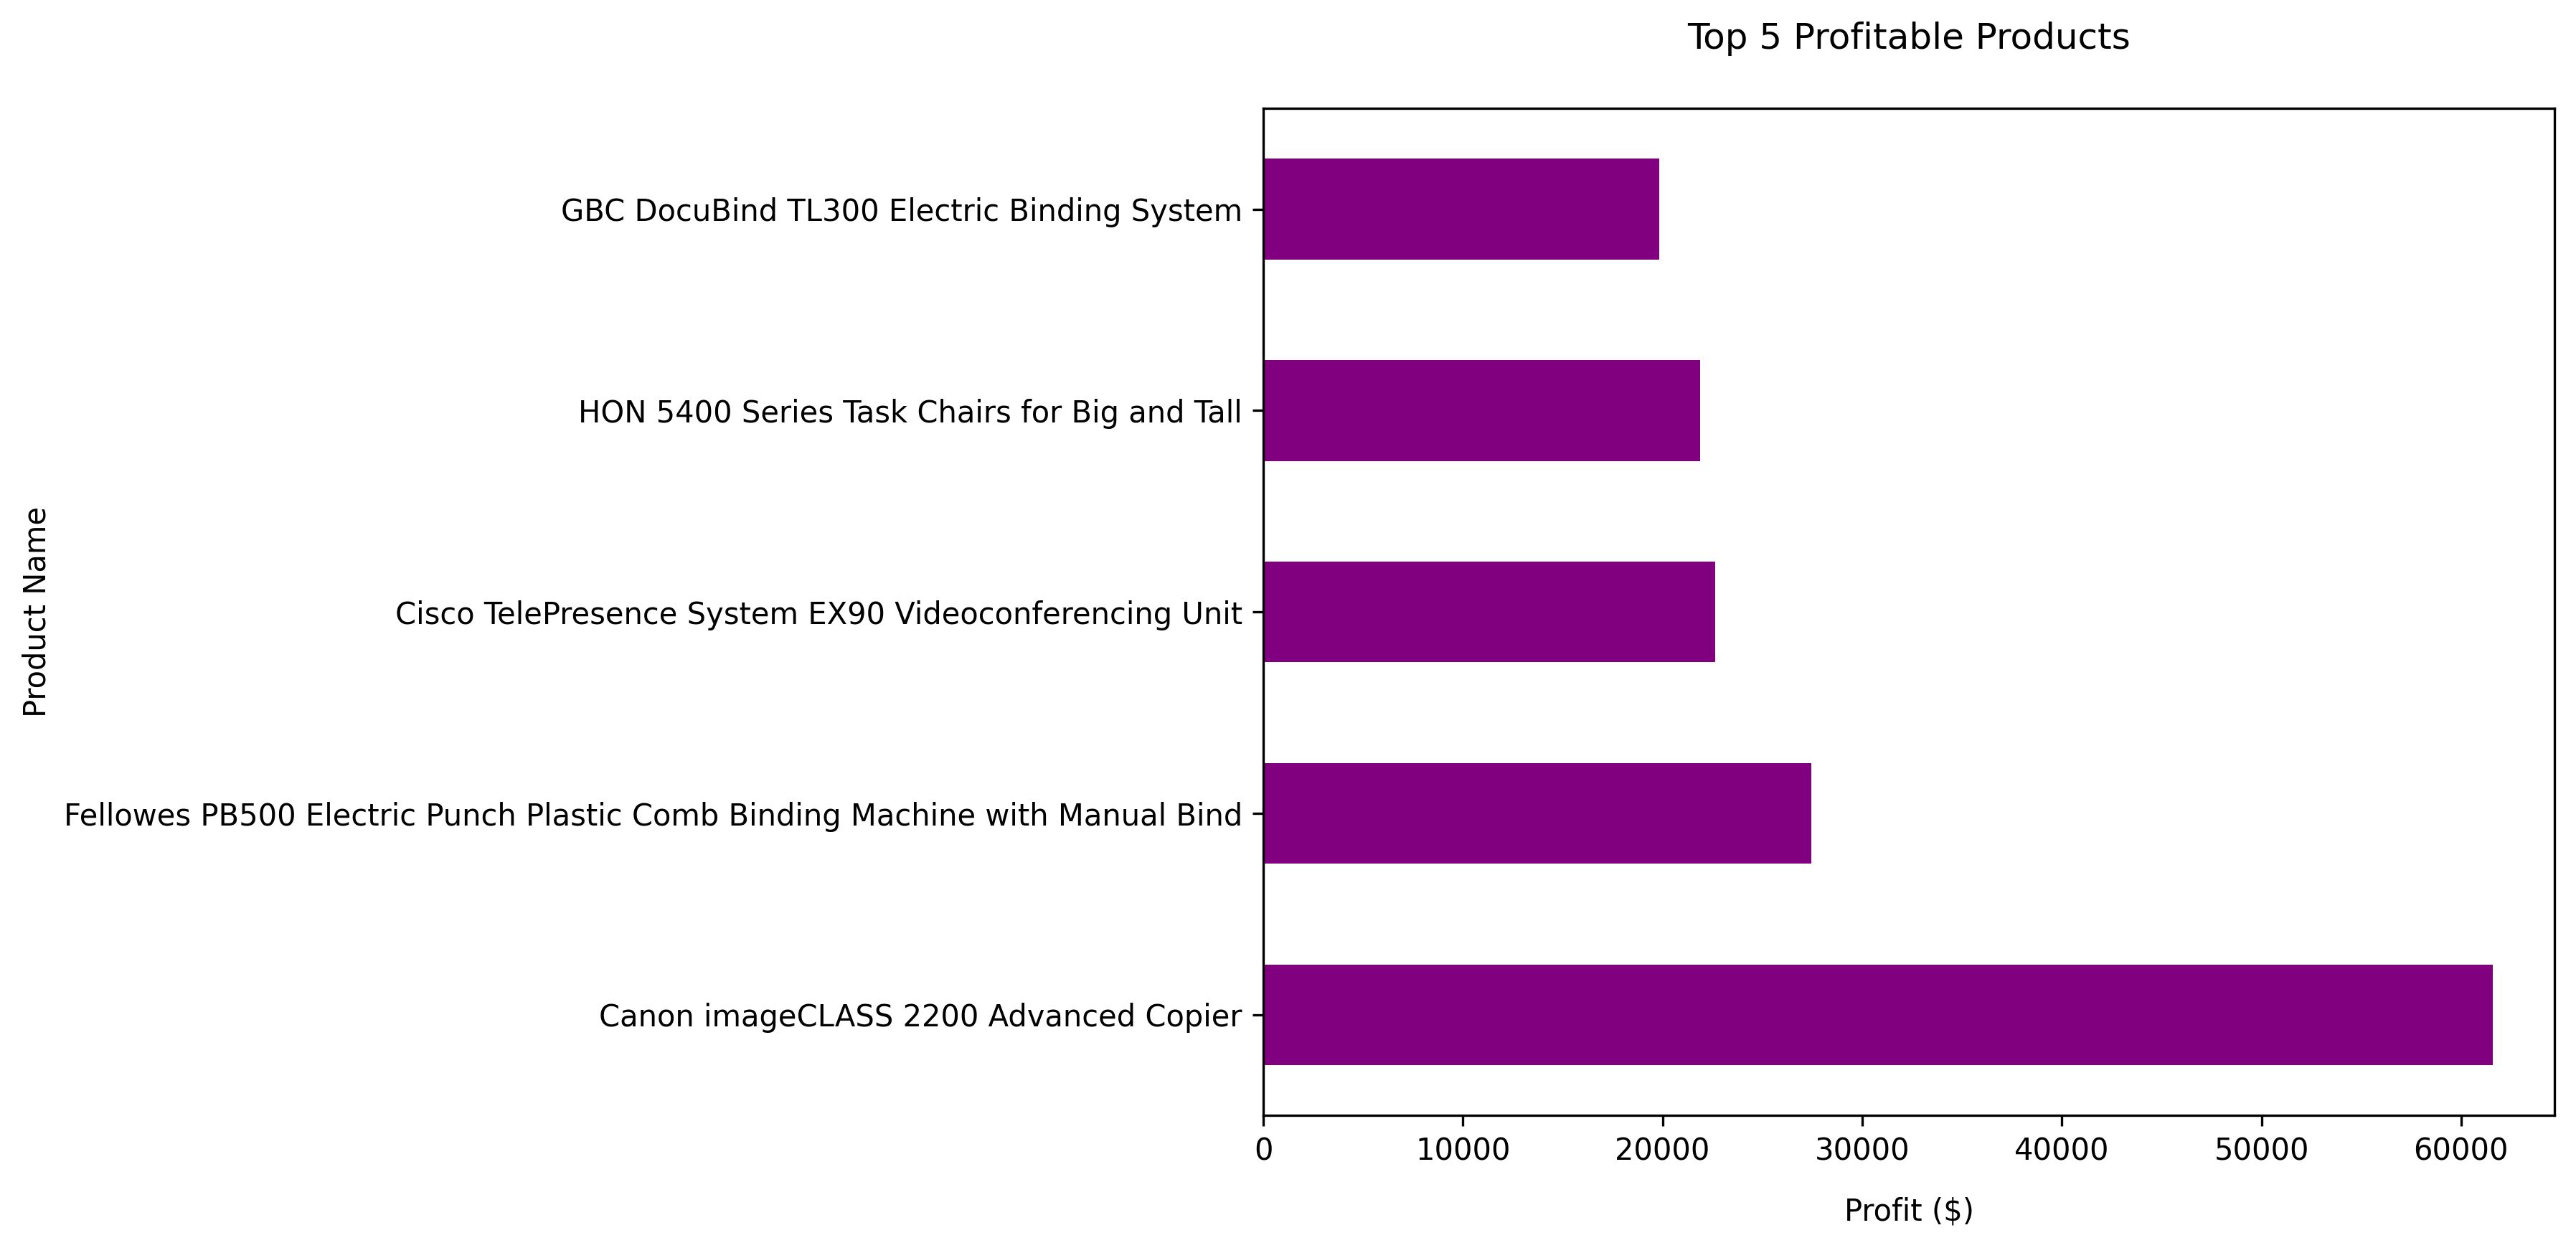 Top 5 Profitable Products
Product Name
GBC DocuBind TL300 Electric Binding System
HON 5400 Series Task Chairs for Big and Tall
Cisco TelePresence System EX90 Videoconferencing Unit
Fellowes PB500 Electric Punch Plastic Comb Binding Machine with Manual Bind
Canon imageCLASS 2200 Advanced Copier
0 10000 20000 30000 40000 50000 60000
Profit ($)